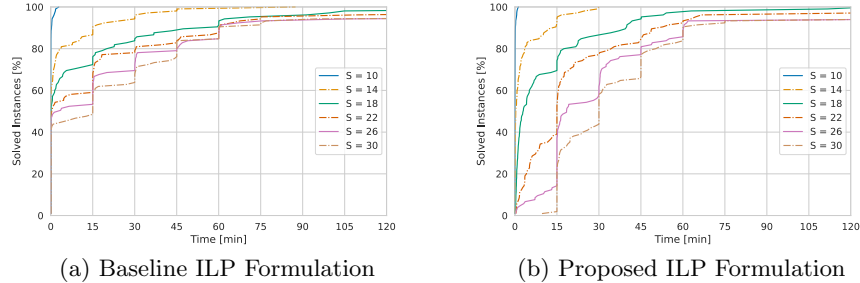 100
80
60
40
20
0
Solved Instances [%]
S = 10
S = 14
S = 18
S = 22
S = 26
S = 30
0 15 30 45 60 75 90 105 120
Time [min]
(a) Baseline ILP Formulation
100
80
60
40
20
0
Solved Instances [%]
S = 10
S = 14
S = 18
S = 22
S = 26
S = 30
0 15 30 45 60 75 90 105 120
Time [min]
(b) Proposed ILP Formulation